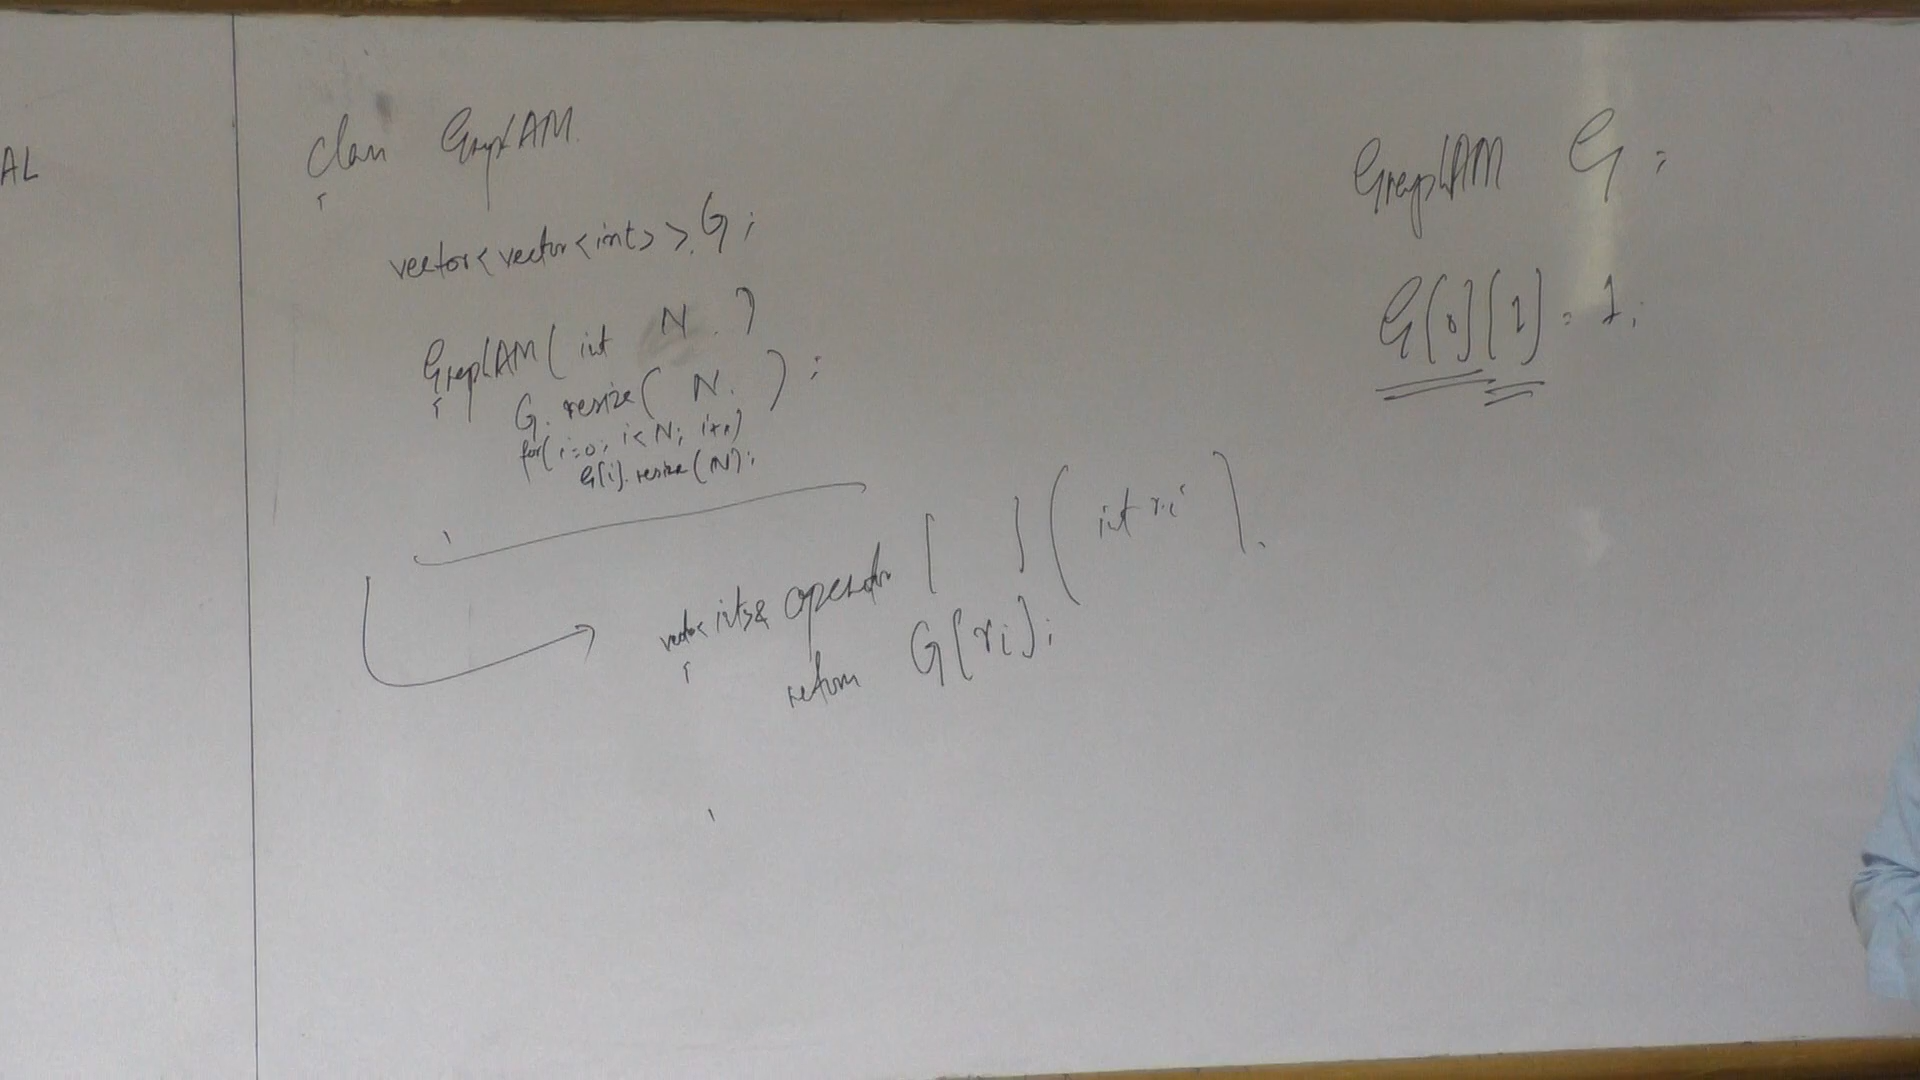 AL
class GraphAM
{
vector<vector<int>> G;
GraphAM( int N )
{
G. resize( N. );
for( i=0; i<N; i++)
G[i]. resize(N);
vector<int>& operator [ ] ( int ri )
{
return G[ri];
GraphAM G;
G[0][1] = 1;